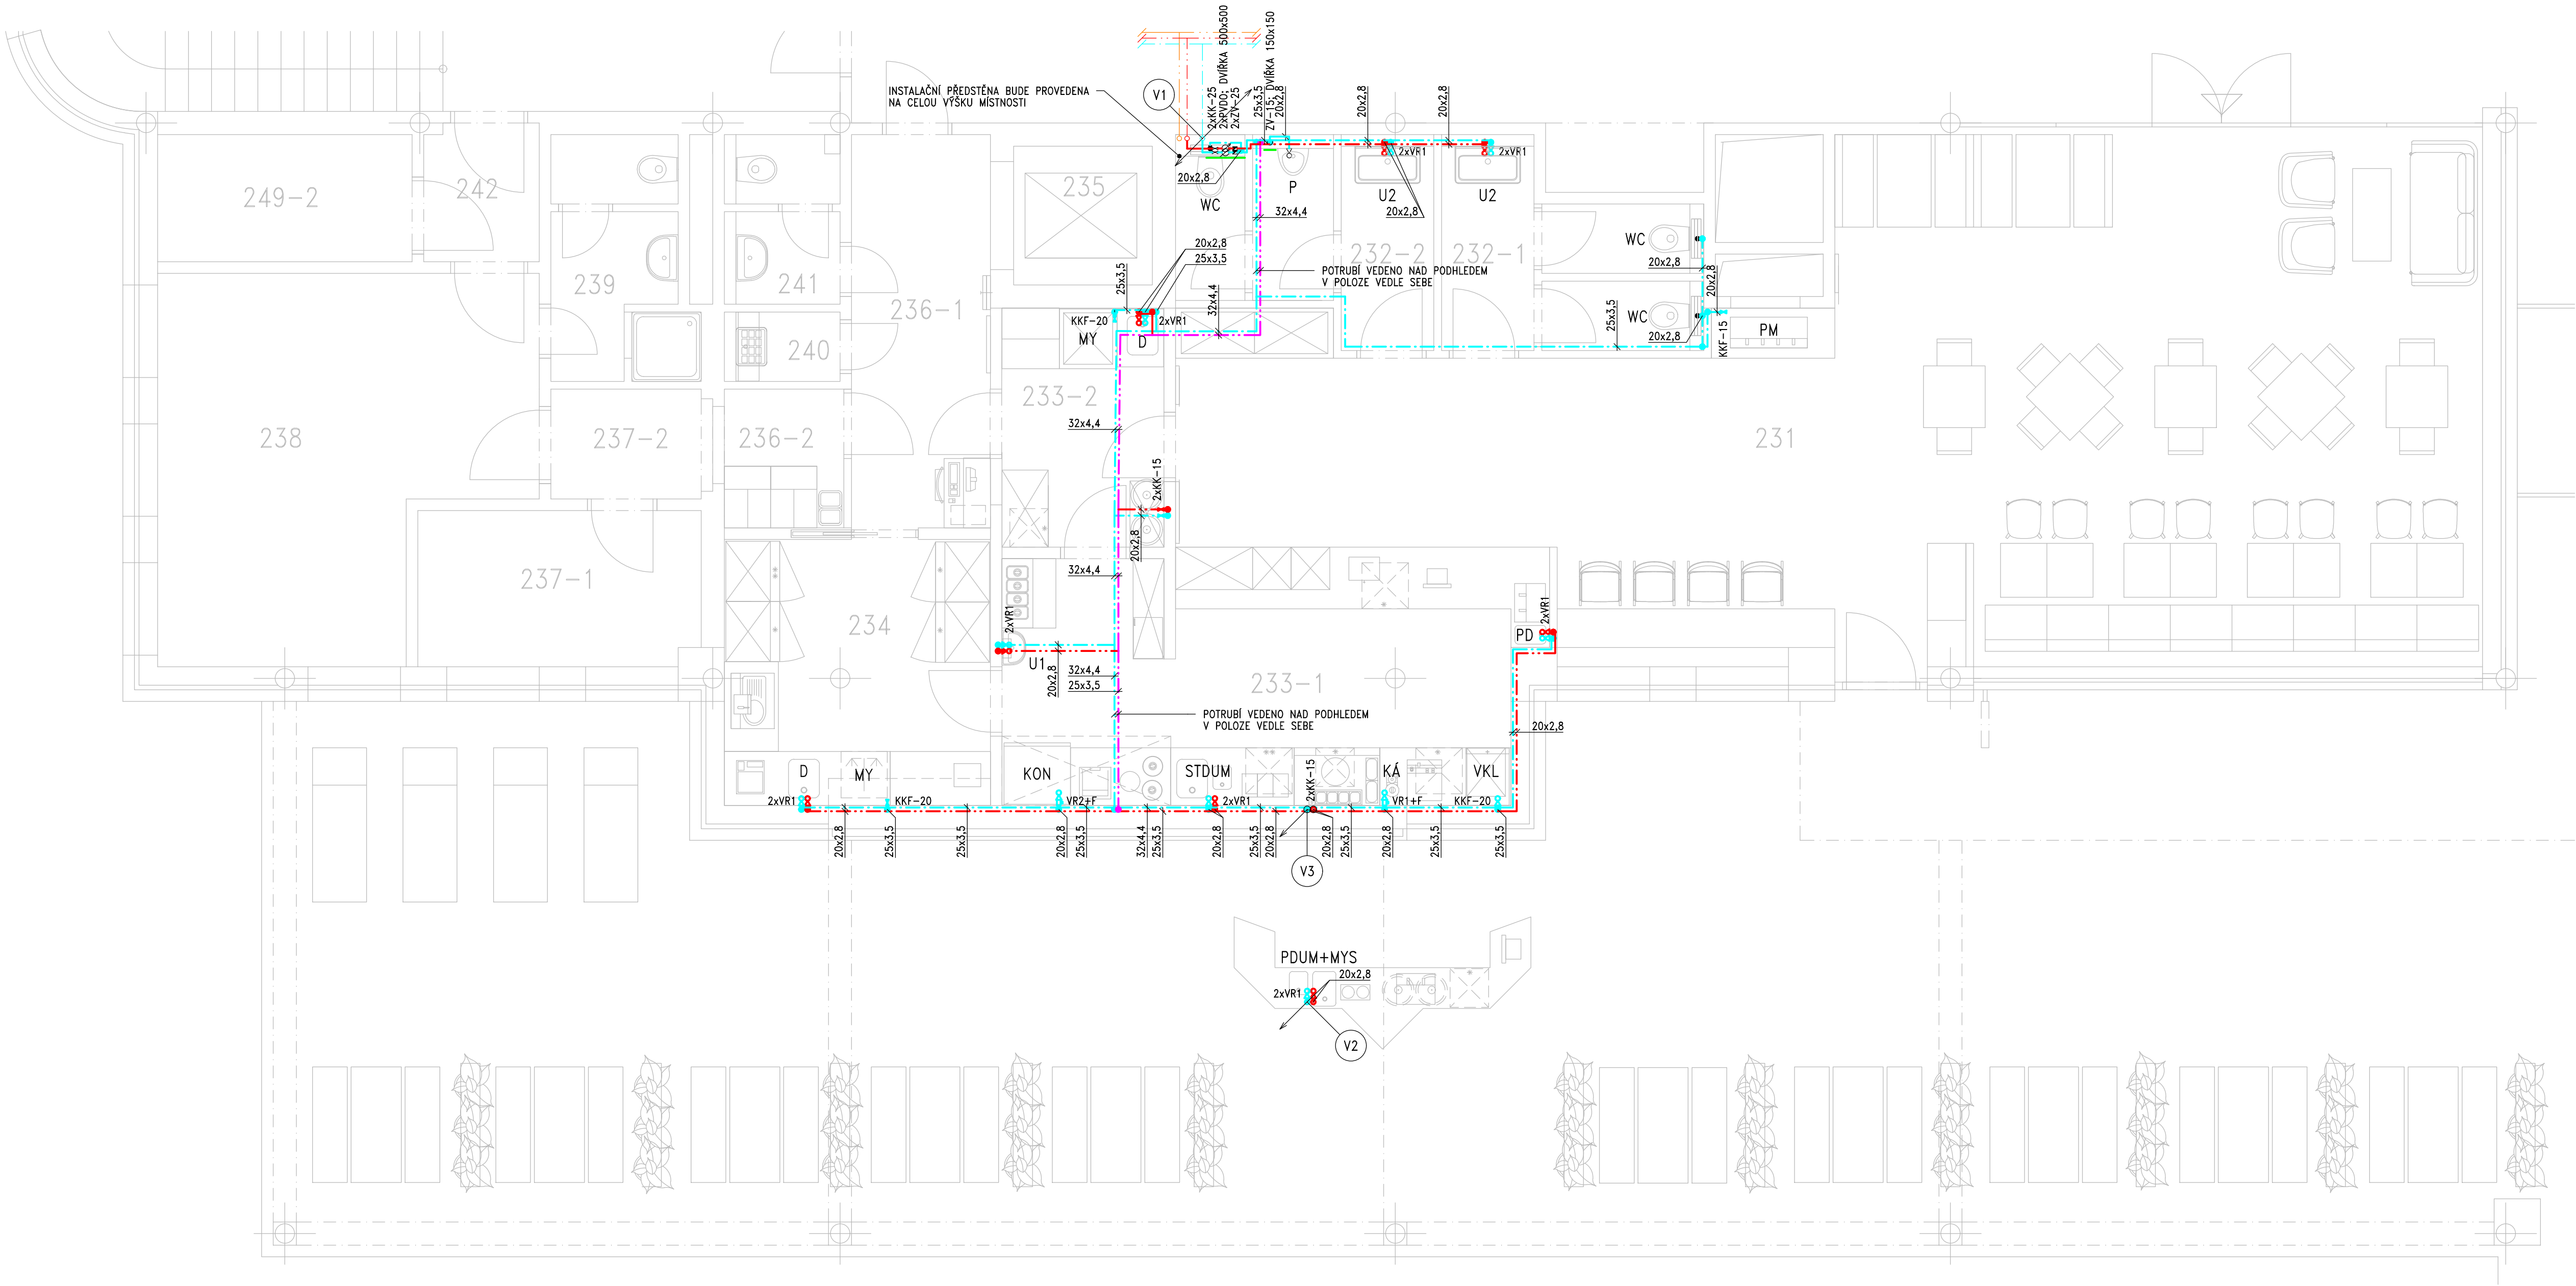 2xKK-25
2xPVDO; DVÍŘKA 500x500
2xZV-25
25x3,5
ZV-15; DVÍŘKA 150x150
20x2,8
INSTALAČNÍ PŘEDSTĚNA BUDE PROVEDENA
NA CELOU VÝŠKU MÍSTNOSTI
V1
20x2,8
20x2,8
2xVR1
2xVR1
20x2,8
WC
P
U2
U2
20x2,8
32x4,4
249-2
242
235
239
241
236-1
232-2
232-1
WC
20x2,8
20x2,8
25x3,5
25x3,5
POTRUBÍ VEDENO NAD PODHLEDEM
V POLOZE VEDLE SEBE
20x2,8
32x4,4
KKF-20
2xVR1
MY
D
25x3,5
WC
20x2,8
KKF-15
PM
240
233-2
238
237-2
236-2
32x4,4
231
2xKK-15
20x2,8
237-1
32x4,4
234
2xVR1
U1
20x2,8
32x4,4
25x3,5
233-1
2xVR1
PD
POTRUBÍ VEDENO NAD PODHLEDEM
V POLOZE VEDLE SEBE
20x2,8
D
MY
KON
STDUM
2xKK-15
KÁ
VKL
2xVR1
KKF-20
VR2+F
2xVR1
VR1+F
KKF-20
20x2,8
25x3,5
25x3,5
20x2,8
25x3,5
32x4,4
25x3,5
20x2,8
25x3,5
20x2,8
20x2,8
25x3,5
20x2,8
25x3,5
25x3,5
V3
PDUM+MYS
20x2,8
2xVR1
V2